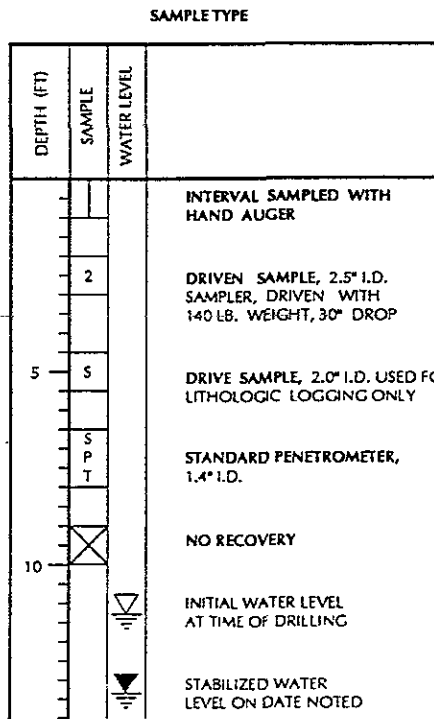 SAMPLE TYPE
DEPTH (FT)
SAMPLE
WATER LEVEL
INTERVAL SAMPLED WITH
HAND AUGER
2
DRIVEN SAMPLE, 2.5" I.D.
SAMPLER, DRIVEN WITH
140 LB. WEIGHT, 30" DROP
5
S
DRIVE SAMPLE, 2.0" I.D. USED FO
LITHOLOGIC LOGGING ONLY
S
P
T
STANDARD PENETROMETER,
1.4" I.D.
NO RECOVERY
10
INITIAL WATER LEVEL
AT TIME OF DRILLING
STABILIZED WATER
LEVEL ON DATE NOTED